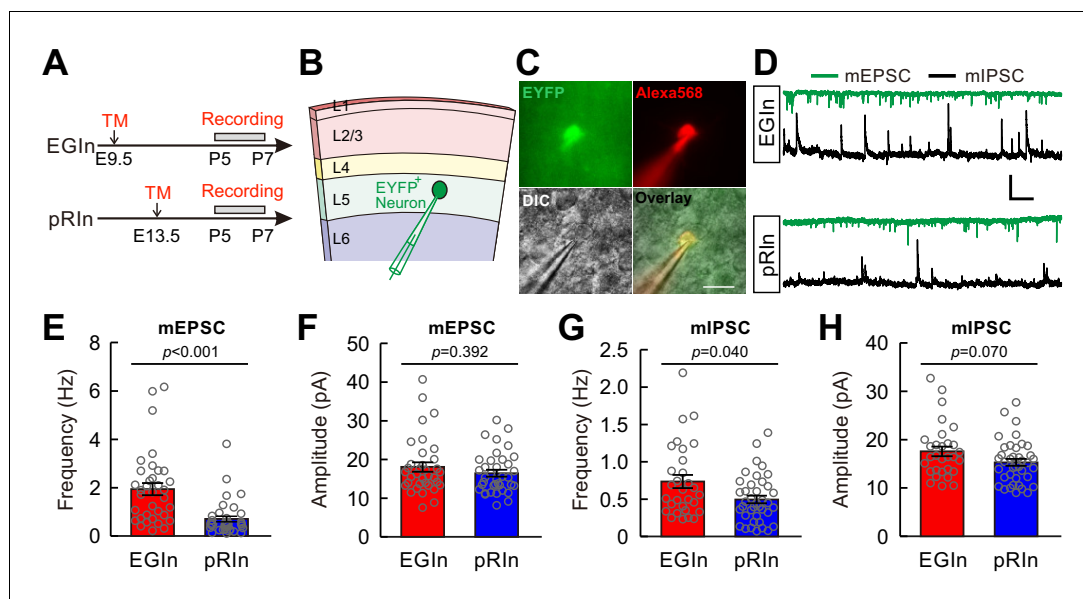 A
TM
Recording
EGIn
E9.5
P5
P7
TM
Recording
pRIn
E13.5
P5
P7
B
L1
L2/3
L4
L5
L6
EYFP+
Neuron
C
EYFP
Alexa568
DIC
Overlay
D
mEPSC
mIPSC
EGIn
pRIn
E
mEPSC
p<0.001
Frequency (Hz)
8
6
4
2
0
EGIn
pRIn
F
mEPSC
p=0.392
Amplitude (pA)
50
40
30
20
10
0
EGIn
pRIn
G
mIPSC
p=0.040
Frequency (Hz)
2.5
2.0
1.5
1.0
0.5
0
EGIn
pRIn
H
mIPSC
p=0.070
Amplitude (pA)
40
30
20
10
0
EGIn
pRIn